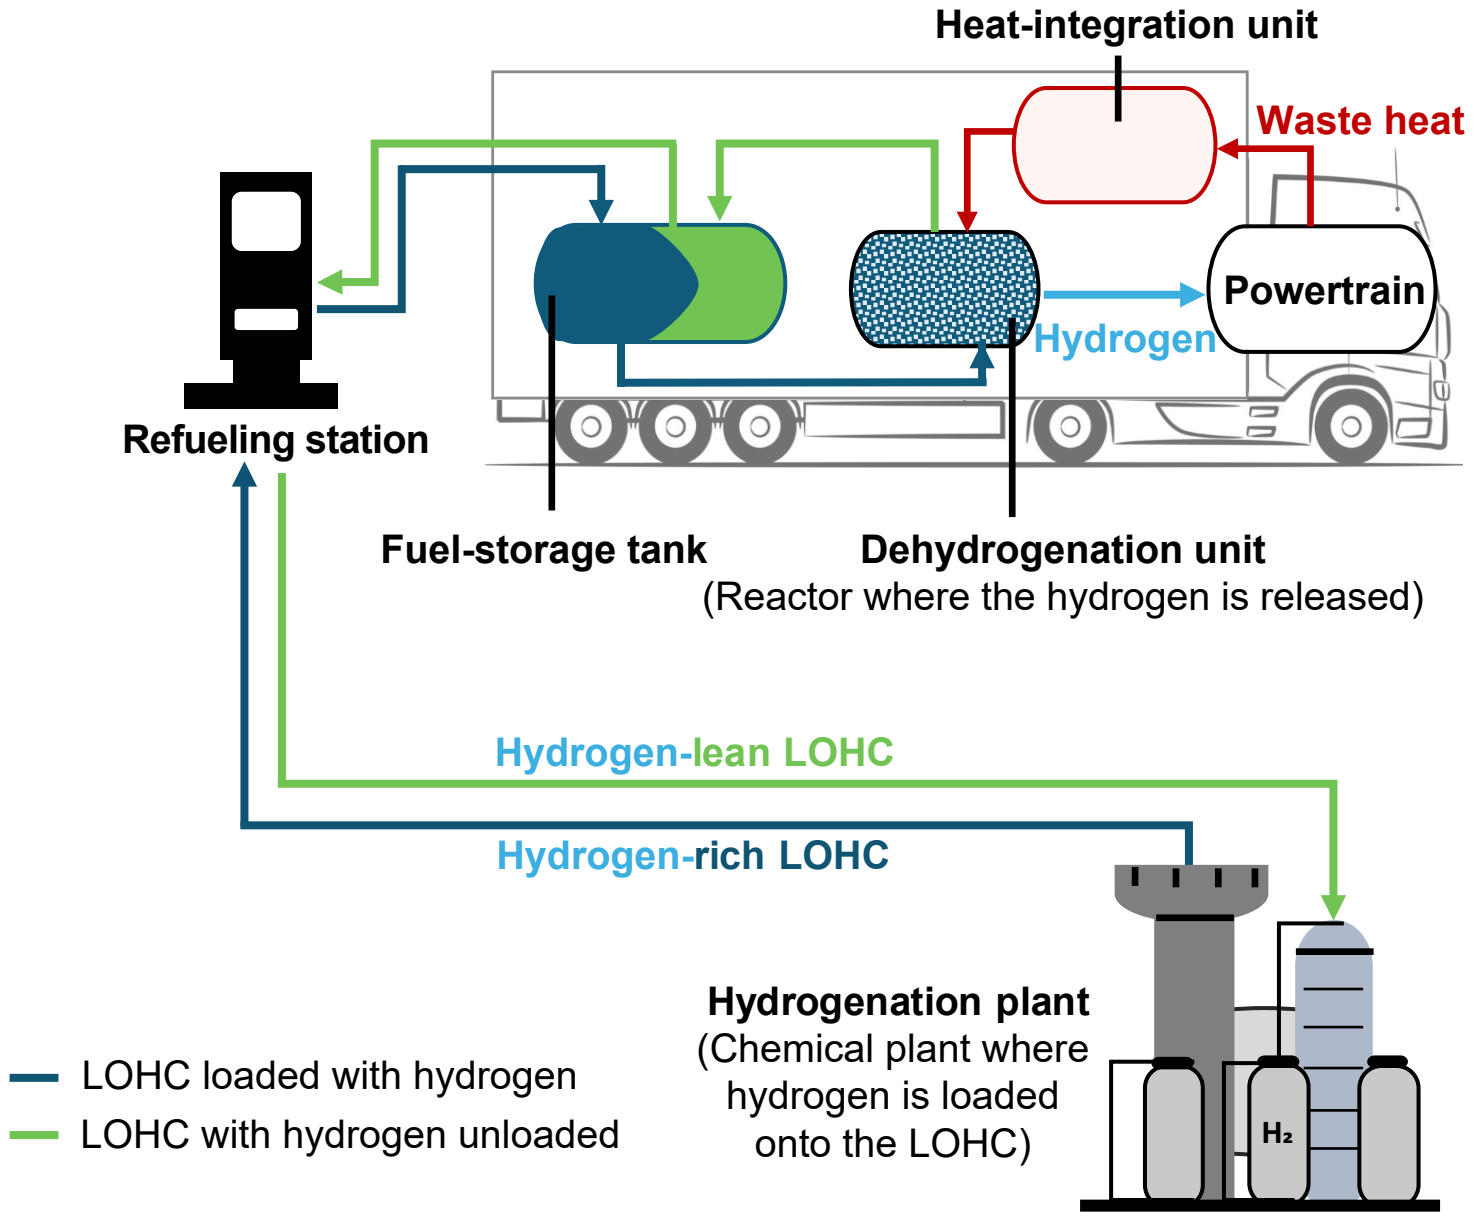 Heat-integration unit
Waste heat
Powertrain
Hydrogen
Refueling station
Fuel-storage tank
Dehydrogenation unit
(Reactor where the hydrogen is released)
Hydrogen-lean LOHC
Hydrogen-rich LOHC
Hydrogenation plant
(Chemical plant where
hydrogen is loaded
onto the LOHC)
H₂
LOHC loaded with hydrogen
LOHC with hydrogen unloaded